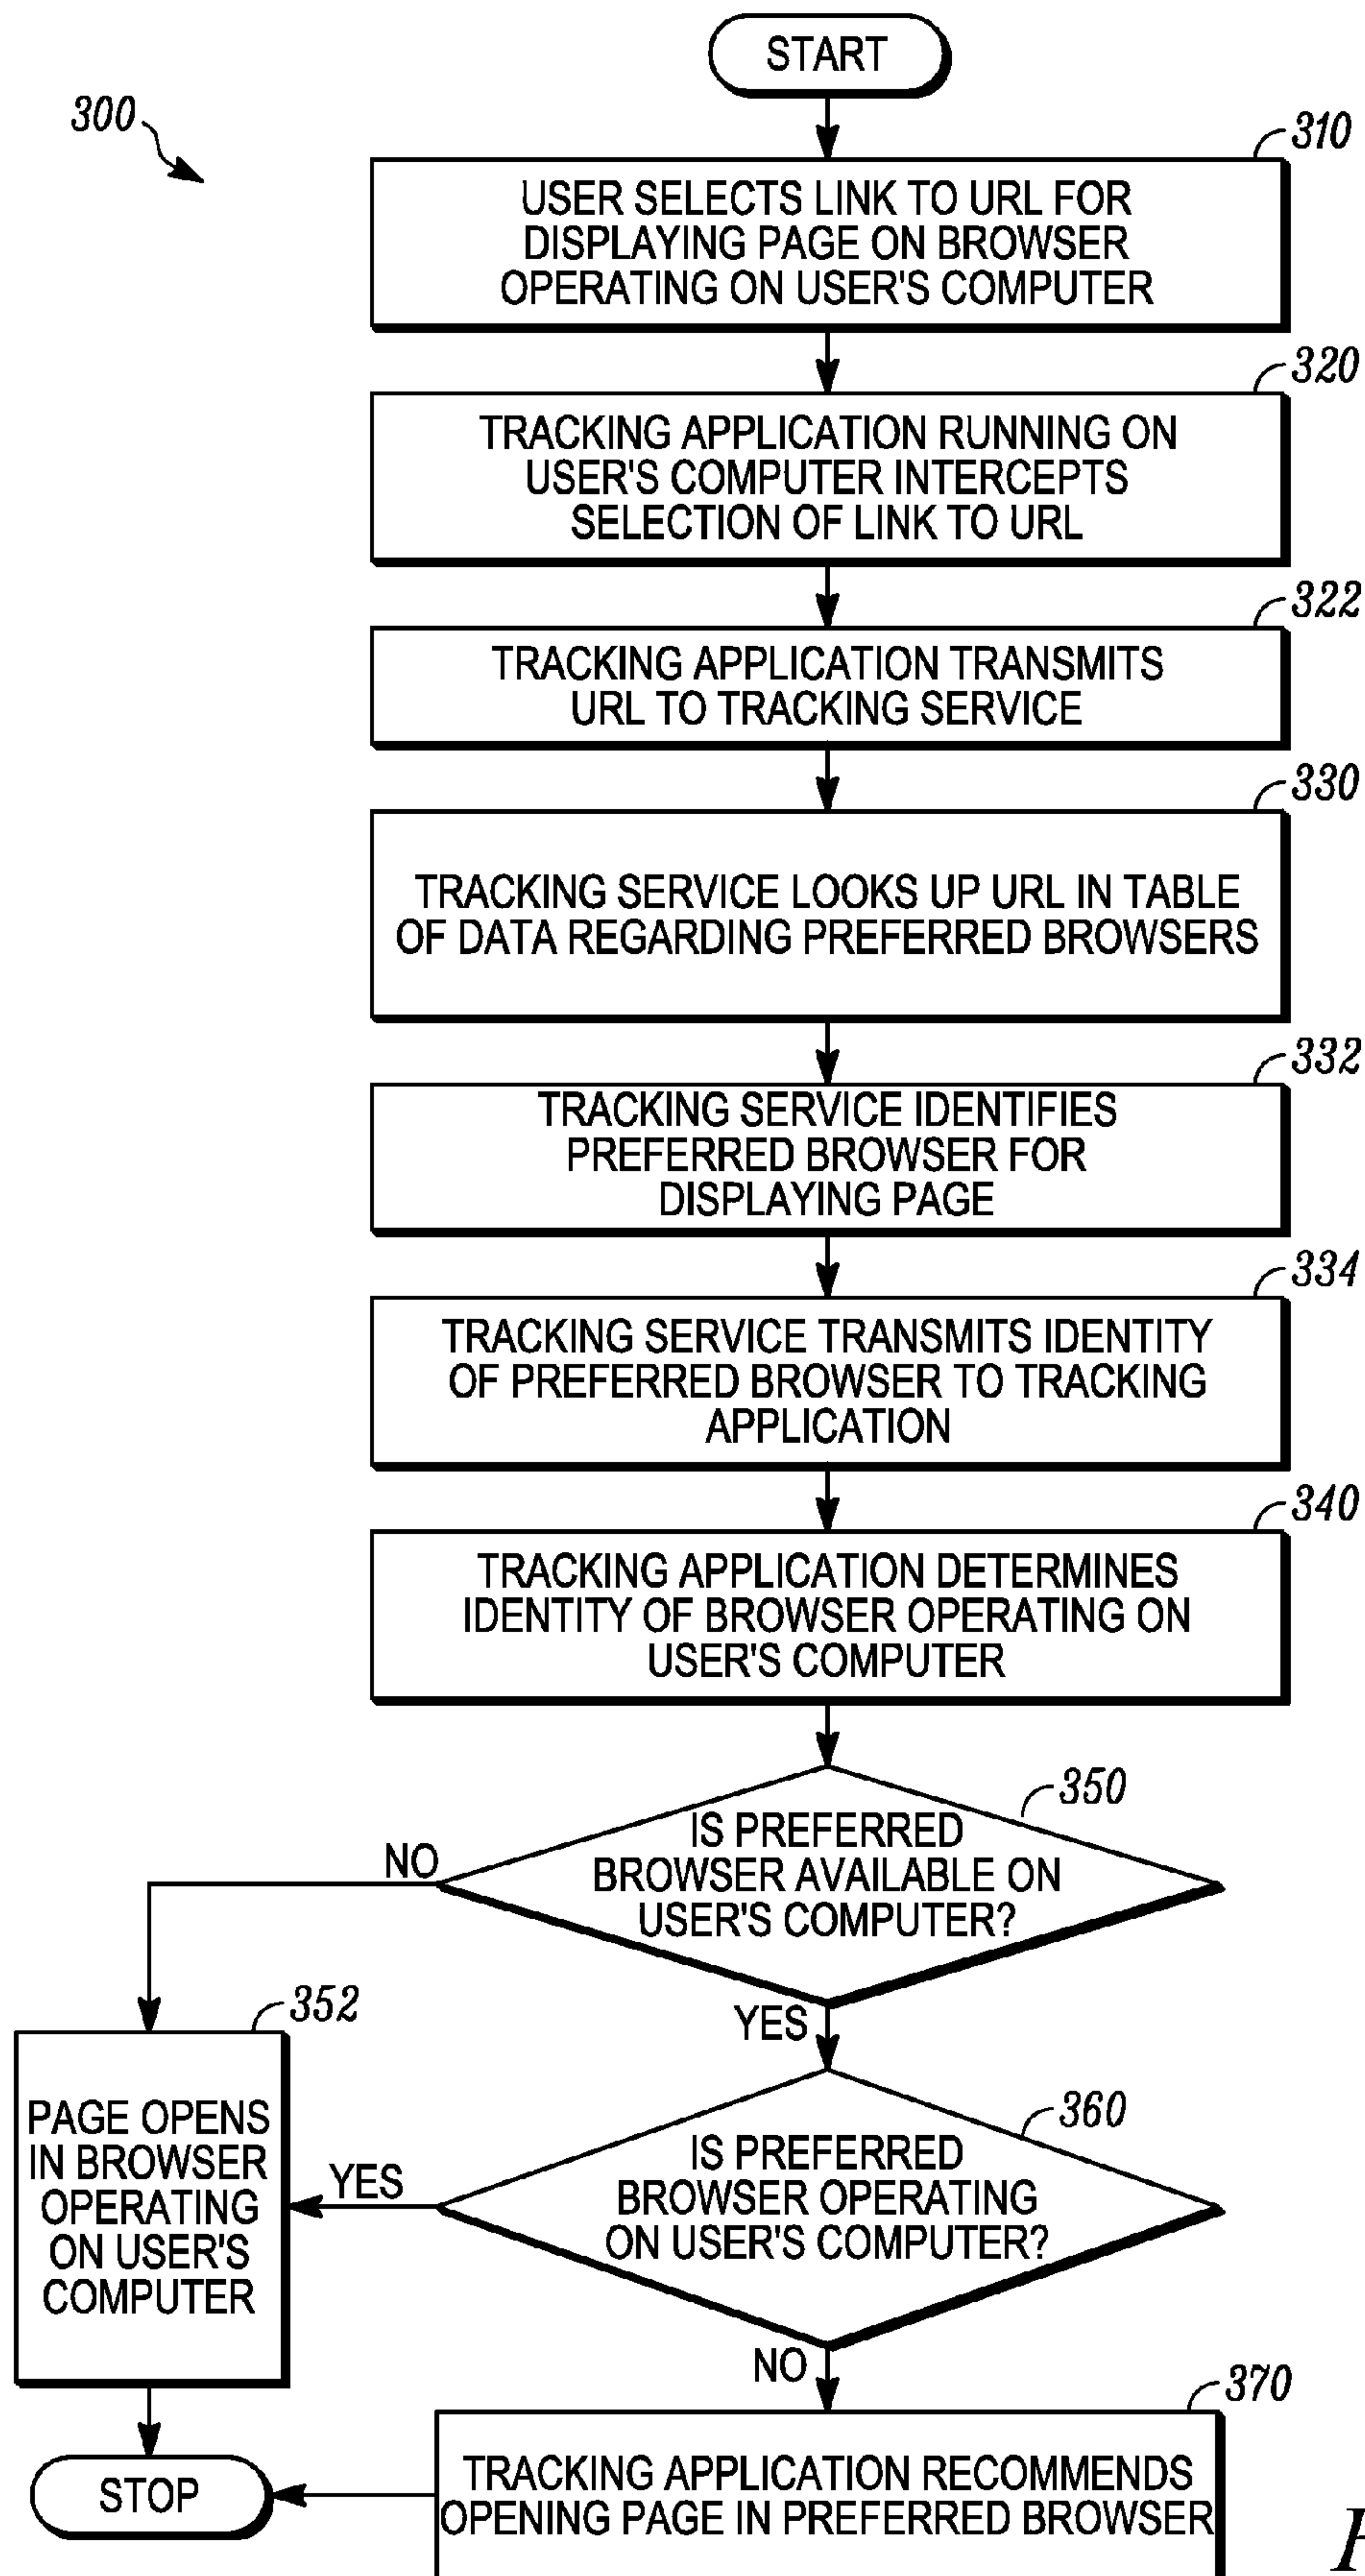 START
300
310
USER SELECTS LINK TO URL FOR
DISPLAYING PAGE ON BROWSER
OPERATING ON USER'S COMPUTER
320
TRACKING APPLICATION RUNNING ON
USER'S COMPUTER INTERCEPTS
SELECTION OF LINK TO URL
322
TRACKING APPLICATION TRANSMITS
URL TO TRACKING SERVICE
330
TRACKING SERVICE LOOKS UP URL IN TABLE
OF DATA REGARDING PREFERRED BROWSERS
332
TRACKING SERVICE IDENTIFIES
PREFERRED BROWSER FOR
DISPLAYING PAGE
334
TRACKING SERVICE TRANSMITS IDENTITY
OF PREFERRED BROWSER TO TRACKING
APPLICATION
340
TRACKING APPLICATION DETERMINES
IDENTITY OF BROWSER OPERATING ON
USER'S COMPUTER
350
IS PREFERRED
BROWSER AVAILABLE ON
USER'S COMPUTER?
NO
YES
352
PAGE OPENS
IN BROWSER
OPERATING
ON USER'S
COMPUTER
360
IS PREFERRED
BROWSER OPERATING
ON USER'S COMPUTER?
YES
NO
370
TRACKING APPLICATION RECOMMENDS
OPENING PAGE IN PREFERRED BROWSER
STOP